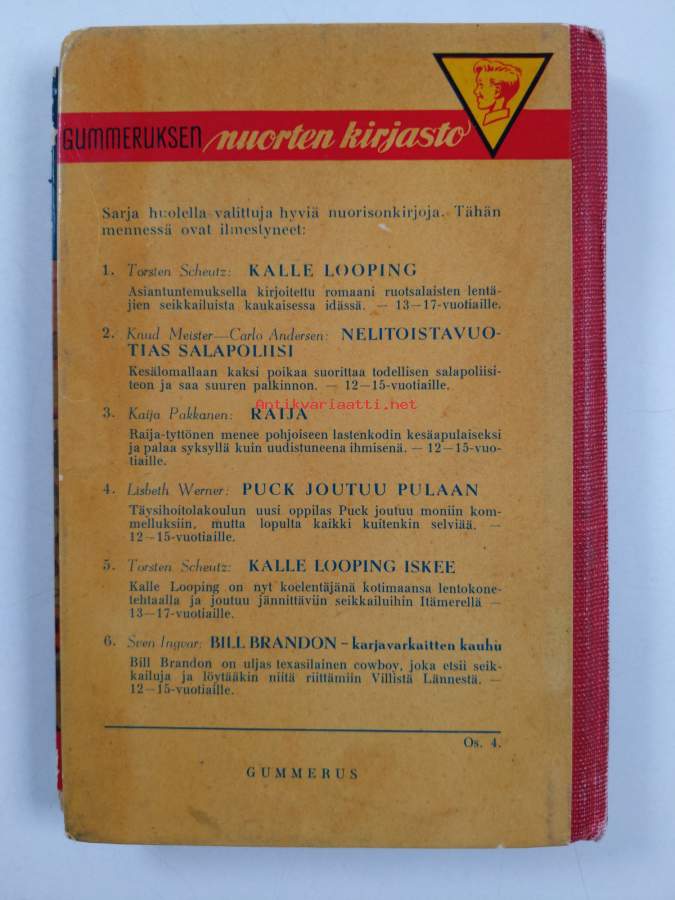 GUMMERUKSEN nuorten kirjasto
Sarja huolella valittuja hyviä nuorisonkirjoja. Tähän
mennessä ovat ilmestyneet:
1. Torsten Scheutz: KALLE LOOPING
Asiantuntemuksella kirjoitettu romaani ruotsalaisten lentä-
jien seikkailuista kaukaisessa idässä. — 13—17-vuotiaille.
2. Knud Meister—Carlo Andersen: NELITOISTAVUO-
TIAS SALAPOLIISI
Kesälomallaan kaksi poikaa suorittaa todellisen salapoliisi-
teon ja saa suuren palkinnon. — 12—15-vuotiaille.
Antikvariaatti.net
3. Kaija Pakkanen: RAIJA
Raija-tyttönen menee pohjoiseen lastenkodin kesäapulaiseksi
ja palaa syksyllä kuin uudistuneena ihmisenä. — 12—15-vuo-
tiaille.
4. Lisbeth Werner: PUCK JOUTUU PULAAN
Täysihoitolakoulun uusi oppilas Puck joutuu moniin kom-
melluksiin, mutta lopulta kaikki kuitenkin selviää. —
12—15-vuotiaille.
5. Torsten Scheutz: KALLE LOOPING ISKEE
Kalle Looping on nyt koelentäjänä kotimaansa lentokone-
tehtaalla ja joutuu jännittäviin seikkailuihin Itämerellä —
13—17-vuotiaille.
6. Sven Ingvar: BILL BRANDON – karjavarkaitten kauhu
Bill Brandon on uljas texasilainen cowboy, joka etsii seik-
kailuja ja löytääkin niitä riittämiin Villistä Lännestä. —
12—15-vuotiaille.
Os. 4.
GUMMERUS